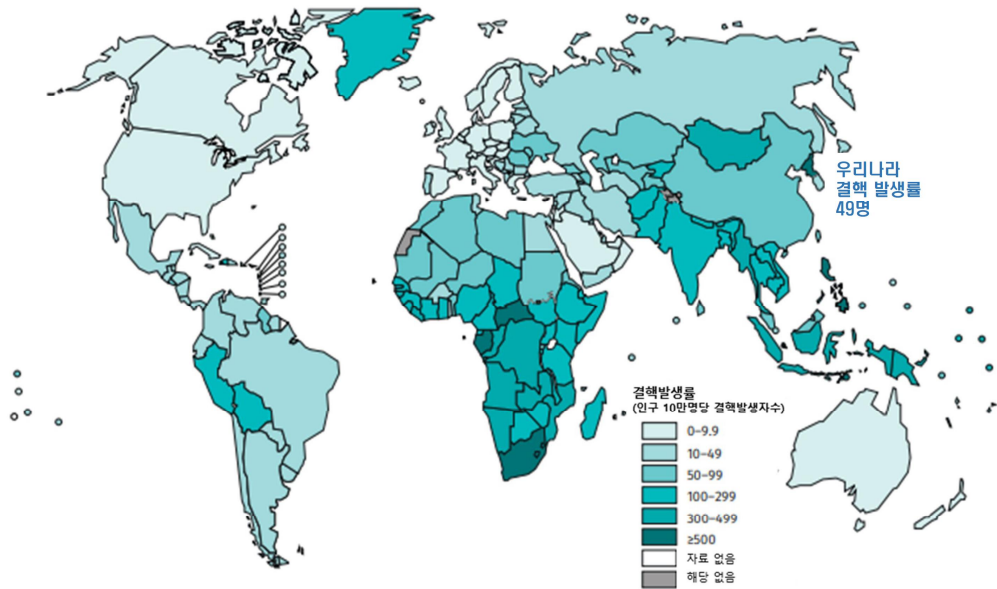 우리나라
결핵 발생률
49명
결핵발생률
(인구 10만명당 결핵발생자수)
0–9.9
10–49
50–99
100–299
300–499
≥500
자료 없음
해당 없음